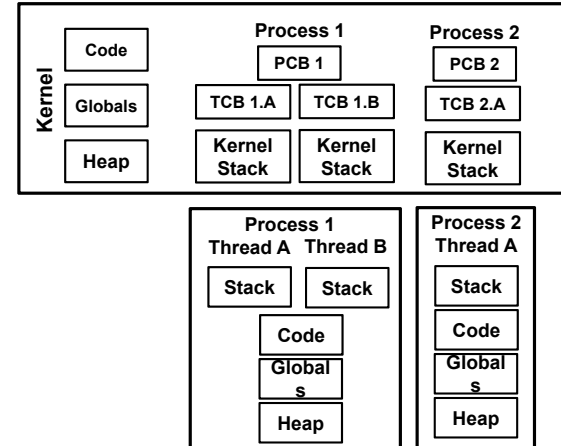 Kernel
Code
Globals
Heap
Process 1
PCB 1
TCB 1.A
TCB 1.B
Kernel
Stack
Kernel
Stack
Process 2
PCB 2
TCB 2.A
Kernel
Stack
Process 1
Thread A Thread B
Stack
Stack
Code
Global
s
Heap
Process 2
Thread A
Stack
Code
Global
s
Heap